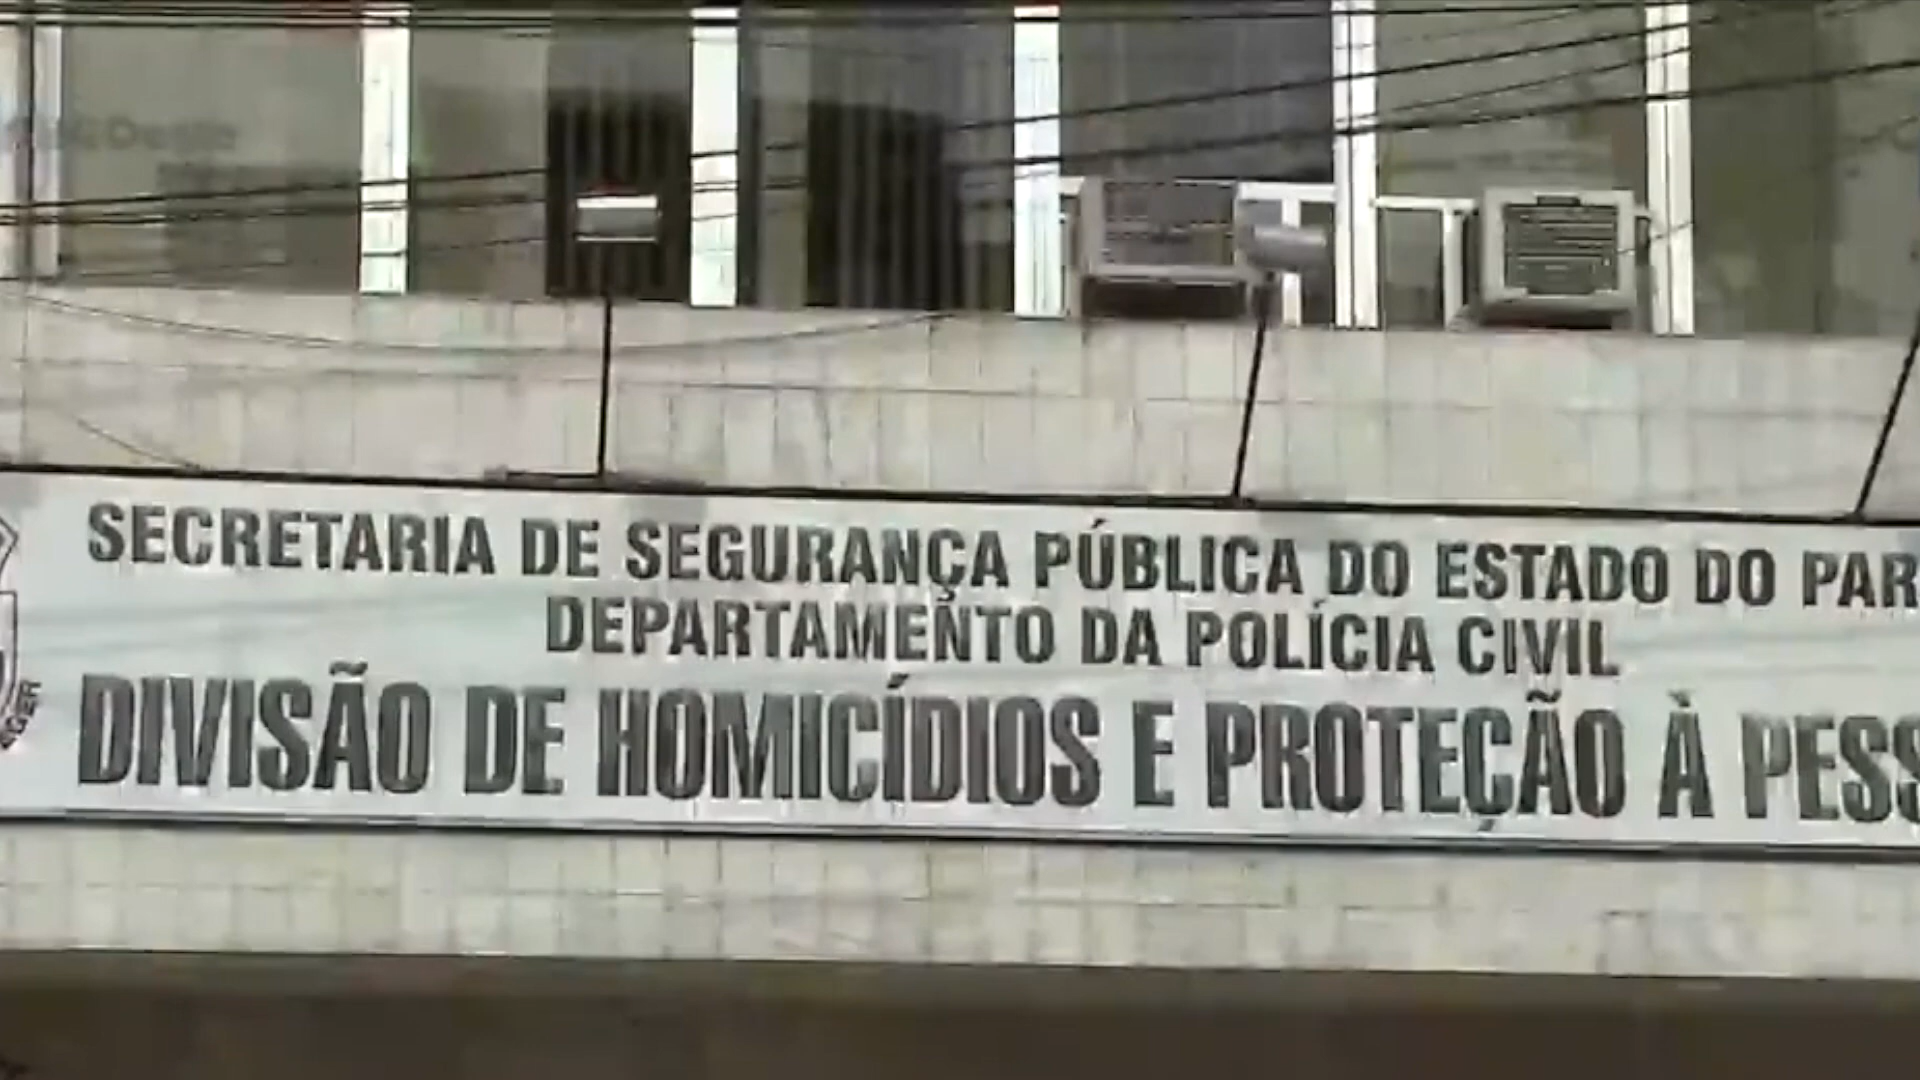 SECRETARIA DE SEGURANÇA PÚBLICA DO ESTADO DO PAR
DEPARTAMENTO DA POLÍCIA CIVIL
DIVISÃO DE HOMICÍDIOS E PROTEÇÃO À PESS